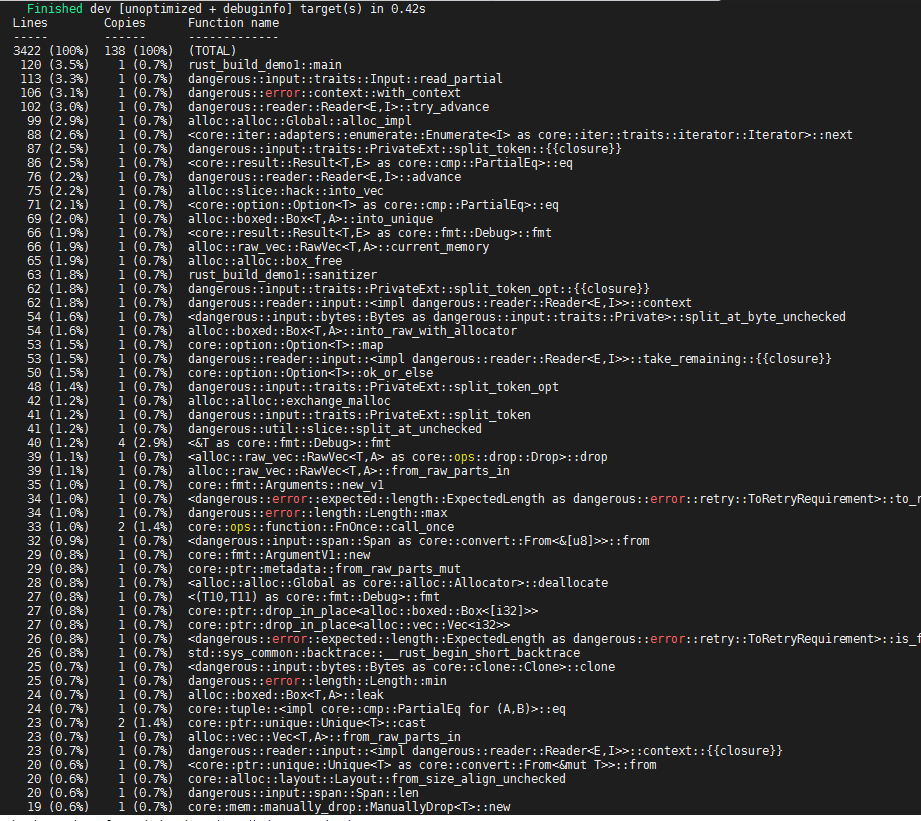 Finished dev [unoptimized + debuginfo] target(s) in 0.42s
Lines Copies Function name
----- ------ -------------
3422 (100%) 138 (100%) (TOTAL)
120 (3.5%) 1 (0.7%) rust_build_demo1::main
113 (3.3%) 1 (0.7%) dangerous::input::traits::Input::read_partial
106 (3.1%) 1 (0.7%) dangerous::error::context::with_context
102 (3.0%) 1 (0.7%) dangerous::reader::Reader<E,I>::try_advance
99 (2.9%) 1 (0.7%) alloc::alloc::Global::alloc_impl
88 (2.6%) 1 (0.7%) <core::iter::adapters::enumerate::Enumerate<I> as core::iter::traits::iterator::Iterator>::next
87 (2.5%) 1 (0.7%) dangerous::input::traits::PrivateExt::split_token::{{closure}}
86 (2.5%) 1 (0.7%) <core::result::Result<T,E> as core::cmp::PartialEq>::eq
76 (2.2%) 1 (0.7%) dangerous::reader::Reader<E,I>::advance
75 (2.2%) 1 (0.7%) alloc::slice::hack::into_vec
71 (2.1%) 1 (0.7%) <core::option::Option<T> as core::cmp::PartialEq>::eq
69 (2.0%) 1 (0.7%) alloc::boxed::Box<T,A>::into_unique
66 (1.9%) 1 (0.7%) <core::result::Result<T,E> as core::fmt::Debug>::fmt
66 (1.9%) 1 (0.7%) alloc::raw_vec::RawVec<T,A>::current_memory
65 (1.9%) 1 (0.7%) alloc::alloc::box_free
63 (1.8%) 1 (0.7%) rust_build_demo1::sanitizer
62 (1.8%) 1 (0.7%) dangerous::input::traits::PrivateExt::split_token_opt::{{closure}}
62 (1.8%) 1 (0.7%) dangerous::reader::input::<impl dangerous::reader::Reader<E,I>>::context
54 (1.6%) 1 (0.7%) <dangerous::input::bytes::Bytes as dangerous::input::traits::Private>::split_at_byte_unchecked
54 (1.6%) 1 (0.7%) alloc::boxed::Box<T,A>::into_raw_with_allocator
53 (1.5%) 1 (0.7%) core::option::Option<T>::map
53 (1.5%) 1 (0.7%) dangerous::reader::input::<impl dangerous::reader::Reader<E,I>>::take_remaining::{{closure}}
50 (1.5%) 1 (0.7%) core::option::Option<T>::ok_or_else
48 (1.4%) 1 (0.7%) dangerous::input::traits::PrivateExt::split_token_opt
42 (1.2%) 1 (0.7%) alloc::alloc::exchange_malloc
41 (1.2%) 1 (0.7%) dangerous::input::traits::PrivateExt::split_token
41 (1.2%) 1 (0.7%) dangerous::util::slice::split_at_unchecked
40 (1.2%) 4 (2.9%) <&T as core::fmt::Debug>::fmt
39 (1.1%) 1 (0.7%) <alloc::raw_vec::RawVec<T,A> as core::ops::drop::Drop>::drop
39 (1.1%) 1 (0.7%) alloc::raw_vec::RawVec<T,A>::from_raw_parts_in
35 (1.0%) 1 (0.7%) core::fmt::Arguments::new_v1
34 (1.0%) 1 (0.7%) <dangerous::error::expected::length::ExpectedLength as dangerous::error::retry::ToRetryRequirement>::to_r
34 (1.0%) 1 (0.7%) dangerous::error::length::Length::max
33 (1.0%) 2 (1.4%) core::ops::function::FnOnce::call_once
32 (0.9%) 1 (0.7%) <dangerous::input::span::Span as core::convert::From<&[u8]>>::from
29 (0.8%) 1 (0.7%) core::fmt::ArgumentV1::new
29 (0.8%) 1 (0.7%) core::ptr::metadata::from_raw_parts_mut
28 (0.8%) 1 (0.7%) <alloc::alloc::Global as core::alloc::Allocator>::deallocate
27 (0.8%) 1 (0.7%) <(T10,T11) as core::fmt::Debug>::fmt
27 (0.8%) 1 (0.7%) core::ptr::drop_in_place<alloc::boxed::Box<[i32]>>
27 (0.8%) 1 (0.7%) core::ptr::drop_in_place<alloc::vec::Vec<i32>>
26 (0.8%) 1 (0.7%) <dangerous::error::expected::length::ExpectedLength as dangerous::error::retry::ToRetryRequirement>::is_f
26 (0.8%) 1 (0.7%) std::sys_common::backtrace::__rust_begin_short_backtrace
25 (0.7%) 1 (0.7%) <dangerous::input::bytes::Bytes as core::clone::Clone>::clone
25 (0.7%) 1 (0.7%) dangerous::error::length::Length::min
24 (0.7%) 1 (0.7%) alloc::boxed::Box<T,A>::leak
24 (0.7%) 1 (0.7%) core::tuple::<impl core::cmp::PartialEq for (A,B)>::eq
23 (0.7%) 2 (1.4%) core::ptr::unique::Unique<T>::cast
23 (0.7%) 1 (0.7%) alloc::vec::Vec<T,A>::from_raw_parts_in
23 (0.7%) 1 (0.7%) dangerous::reader::input::<impl dangerous::reader::Reader<E,I>>::context::{{closure}}
20 (0.6%) 1 (0.7%) <core::ptr::unique::Unique<T> as core::convert::From<&mut T>>::from
20 (0.6%) 1 (0.7%) core::alloc::layout::Layout::from_size_align_unchecked
20 (0.6%) 1 (0.7%) dangerous::input::span::Span::len
19 (0.6%) 1 (0.7%) core::mem::manually_drop::ManuallyDrop<T>::new